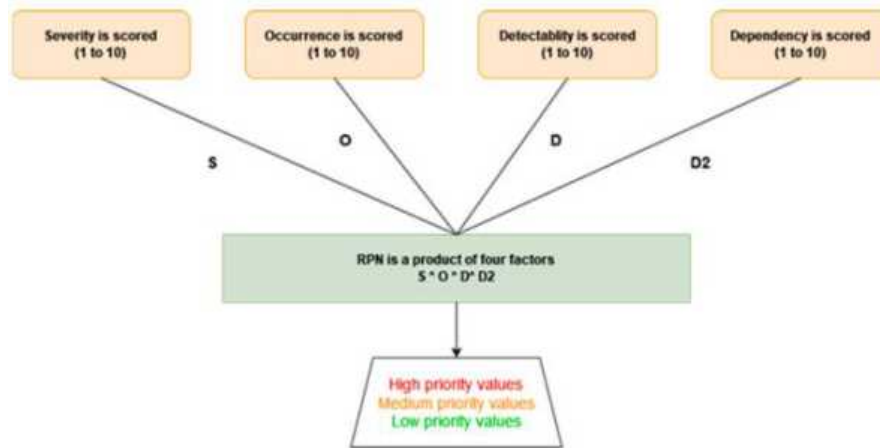 Severity is scored
(1 to 10)
Occurrence is scored
(1 to 10)
Detectablity is scored
(1 to 10)
Dependency is scored
(1 to 10)
S
O
D
D2
RPN is a product of four factors
S * O * D* D2
High priority values
Medium priority values
Low priority values